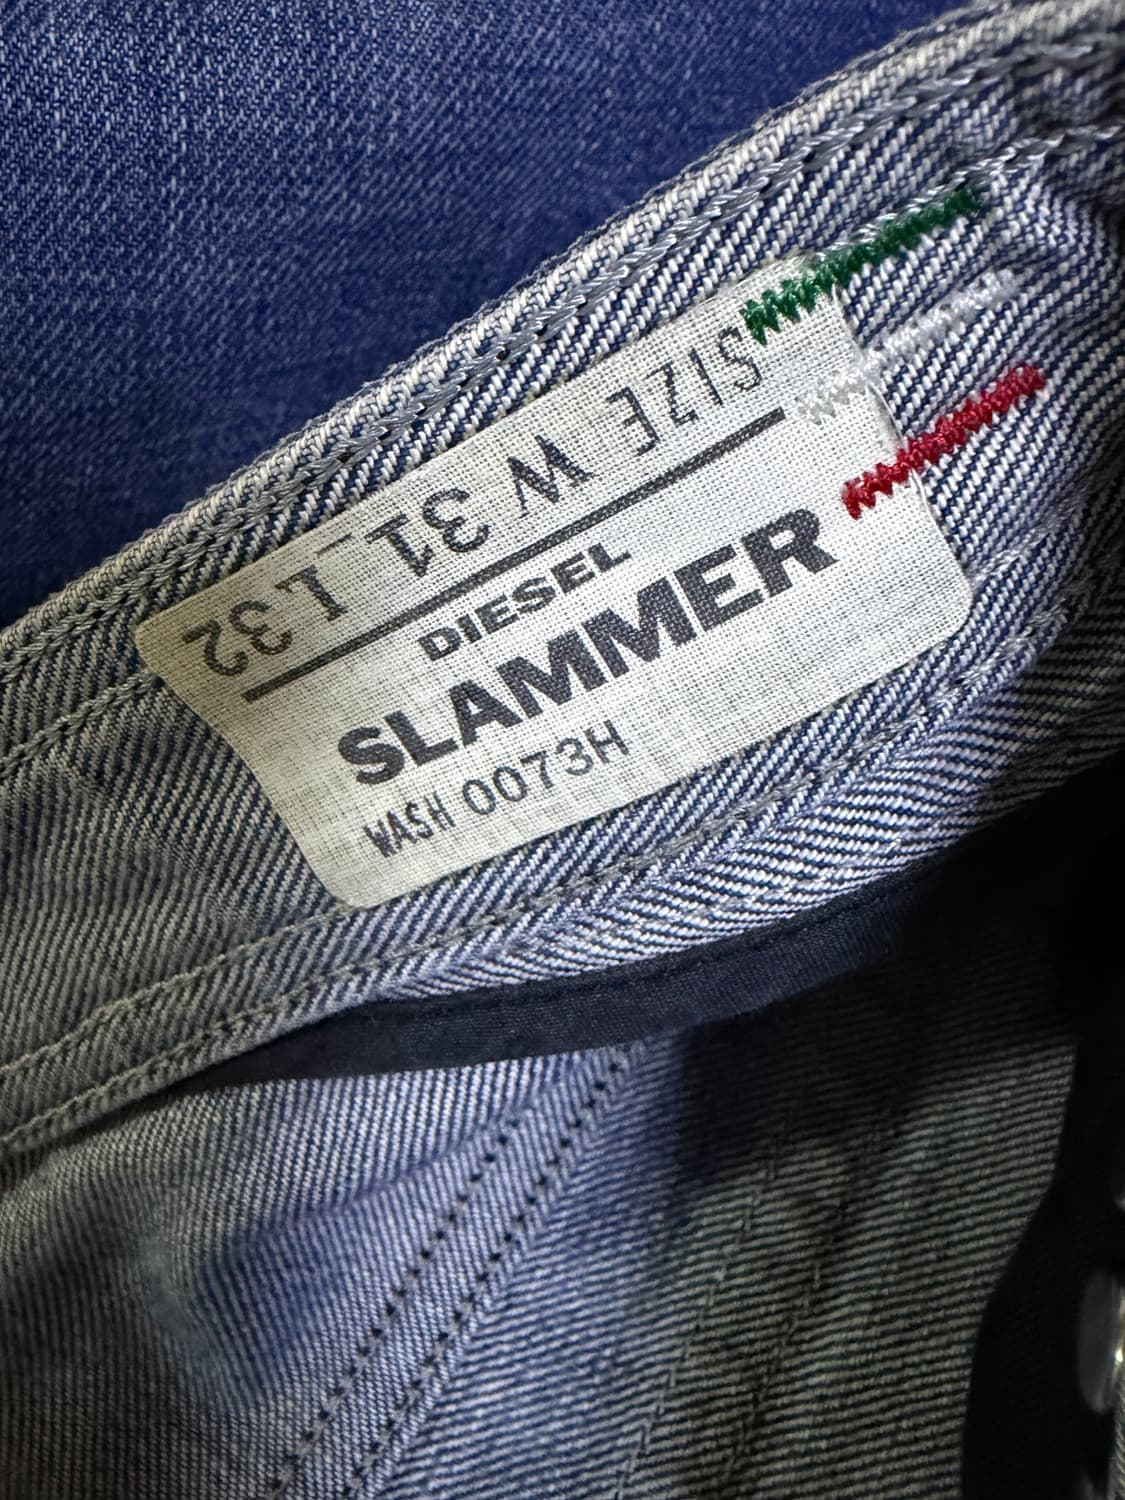 SIZE W 31 L-32
DIESEL
SLAMMER
WASH 0073H